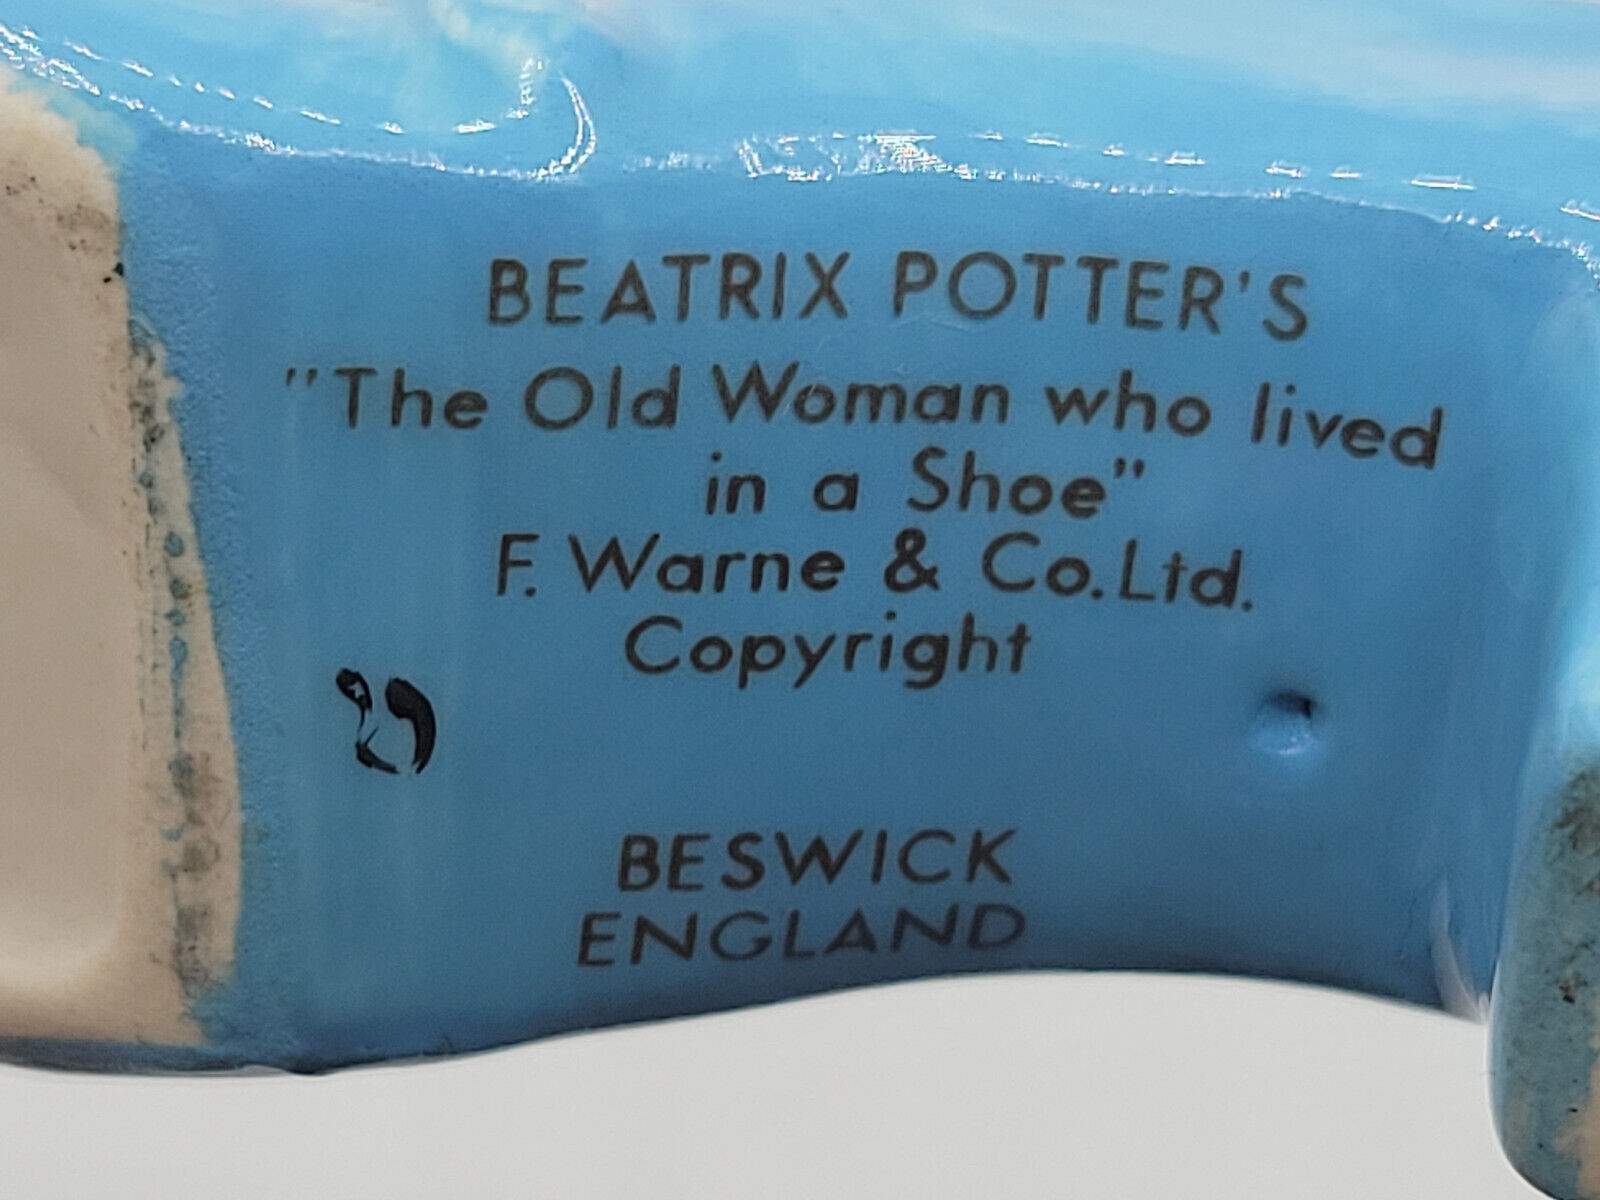 BEATRIX POTTER'S
"The Old Woman who lived
in a Shoe"
F. Warne & Co. Ltd.
Copyright
BESWICK
ENGLAND